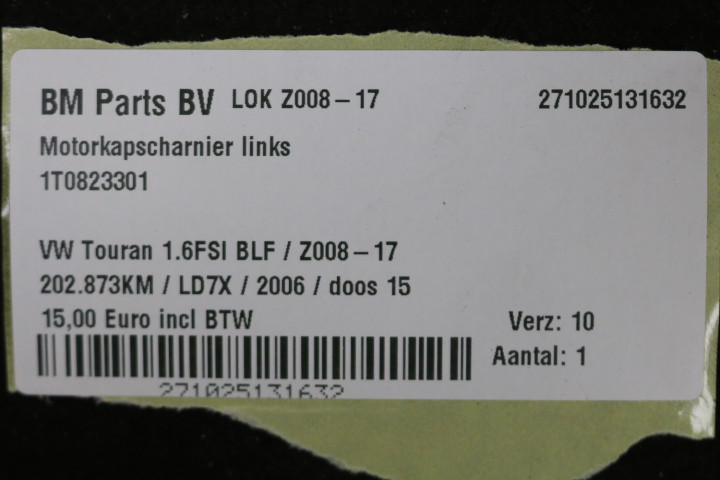 BM Parts BV LOK Z008-17 271025131632
Motorkapscharnier links
1T0823301
VW Touran 1.6FSI BLF / Z008-17
202.873KM / LD7X / 2006 / doos 15
15,00 Euro incl BTW Verz: 10
Aantal: 1
271025131632